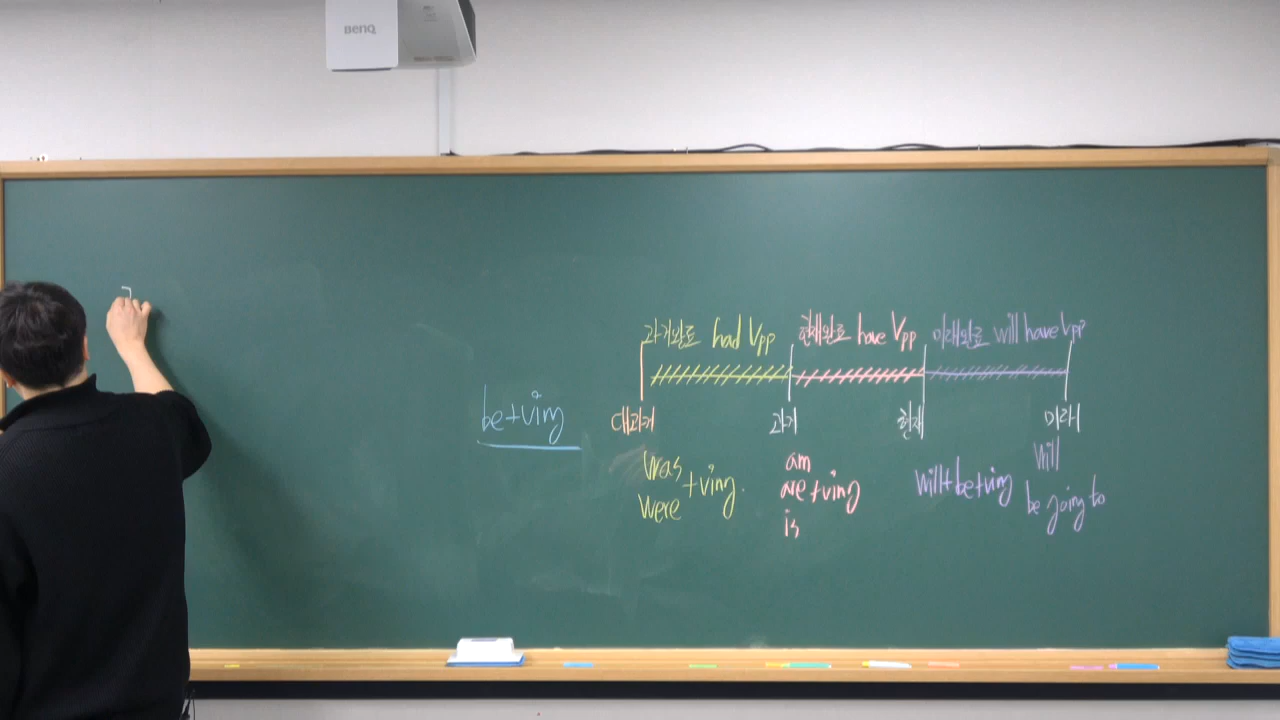 BenQ
과거완료 had Vpp
현재완료 have Vpp
미래완료 will have Vpp
be+ving
대과거
과거
현재
미래
was
were
+ving.
am
are
is
+ving
will+be+ving
will
be going to
ㄱ